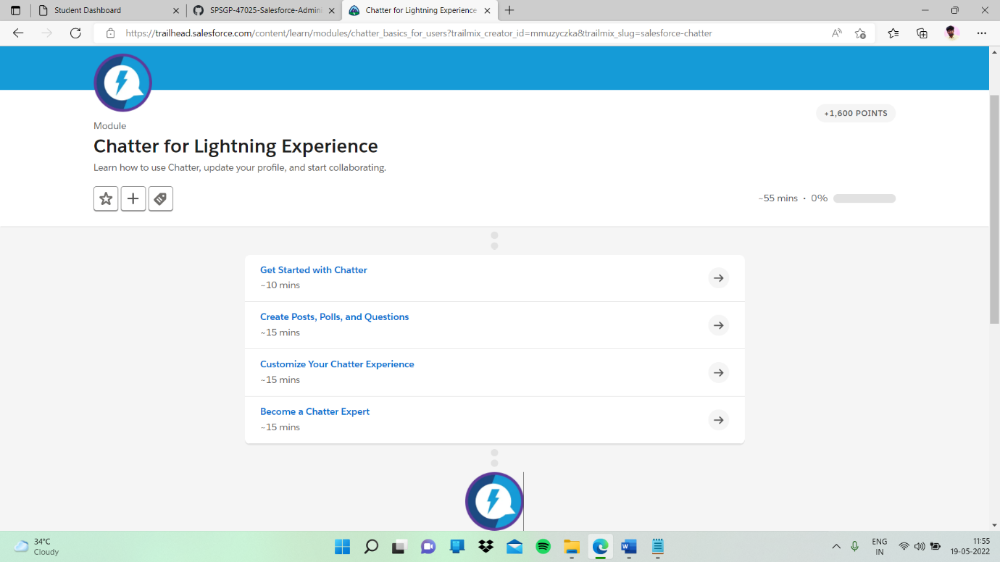 Student Dashboard
SPSGP-47025-Salesforce-Admini
Chatter for Lightning Experience
https://trailhead.salesforce.com/content/learn/modules/chatter_basics_for_users?trailmix_creator_id=mmuzyczka&trailmix_slug=salesforce-chatter
+1,600 POINTS
Module
Chatter for Lightning Experience
Learn how to use Chatter, update your profile, and start collaborating.
~55 mins • 0%
Get Started with Chatter
~10 mins
Create Posts, Polls, and Questions
~15 mins
Customize Your Chatter Experience
~15 mins
Become a Chatter Expert
~15 mins
34°C
Cloudy
ENG
IN
11:55
19-05-2022